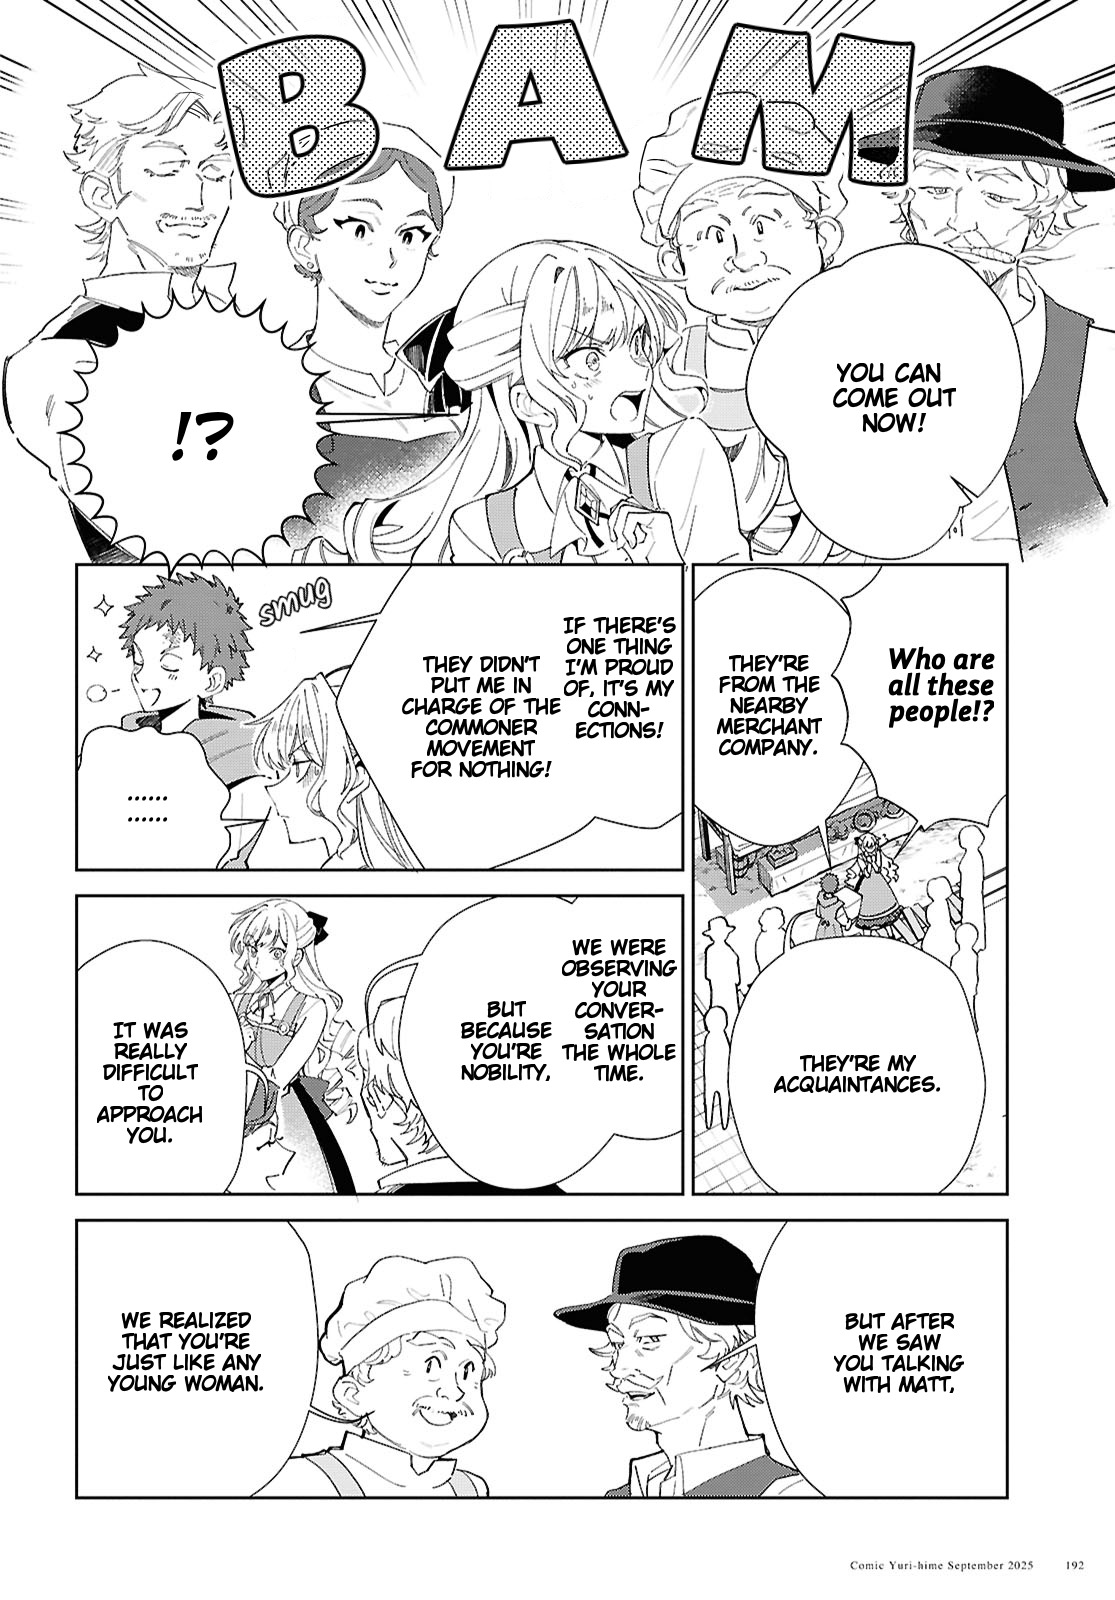 BAM
YOU CAN
COME OUT
NOW!
!?
Who are
all these
people!?
THEY'RE
FROM THE
NEARBY
MERCHANT
COMPANY.
THEY'RE MY
ACQUAINTANCES.
IF THERE'S
ONE THING
I'M PROUD
OF, IT'S MY
CONN-
ECTIONS!
THEY DIDN'T
PUT ME IN
CHARGE OF THE
COMMONER
MOVEMENT
FOR NOTHING!
smug
......
......
WE WERE
OBSERVING
YOUR
CONVER-
SATION
THE WHOLE
TIME.
BUT
BECAUSE
YOU'RE
NOBILITY,
IT WAS
REALLY
DIFFICULT
TO
APPROACH
YOU.
BUT AFTER
WE SAW
YOU TALKING
WITH MATT,
WE REALIZED
THAT YOU'RE
JUST LIKE ANY
YOUNG WOMAN.
Comic Yuri-hime September 2025 192